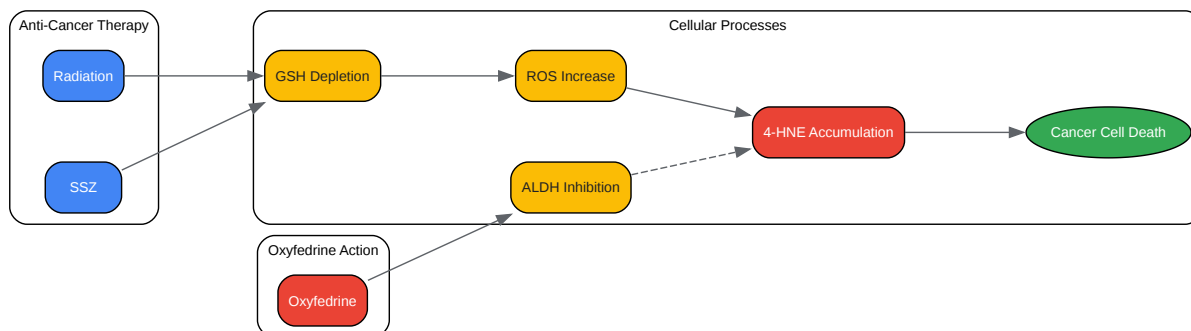 Anti-Cancer Therapy
Cellular Processes
Radiation
GSH Depletion
ROS Increase
4-HNE Accumulation
Cancer Cell Death
SSZ
ALDH Inhibition
Oxyfedrine Action
Oxyfedrine